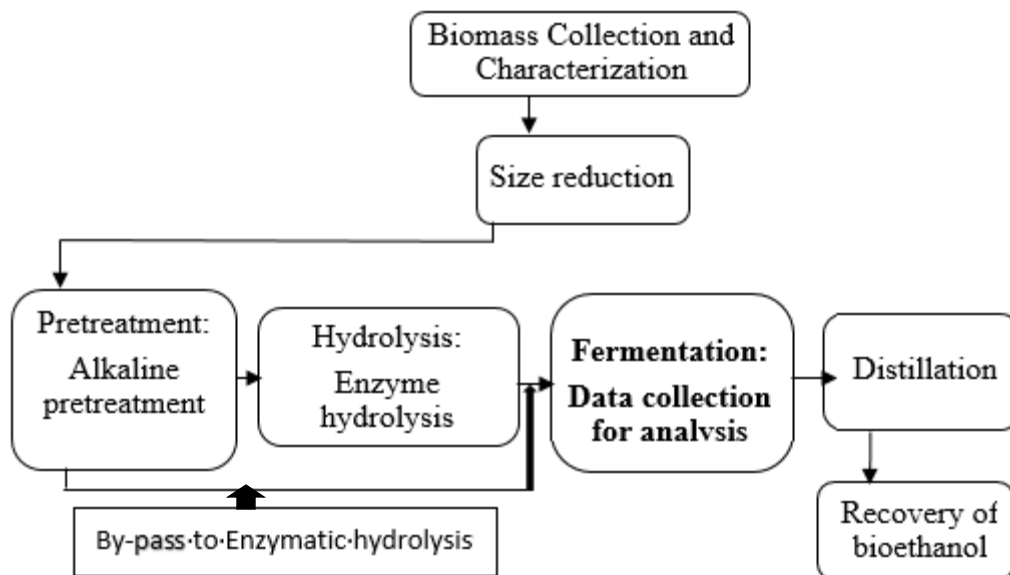 Biomass Collection and
Characterization
Size reduction
Pretreatment:
Alkaline
pretreatment
Hydrolysis:
Enzyme
hydrolysis
Fermentation:
Data collection
for analysis
Distillation
Recovery of
bioethanol
By-pass·to·Enzymatic·hydrolysis